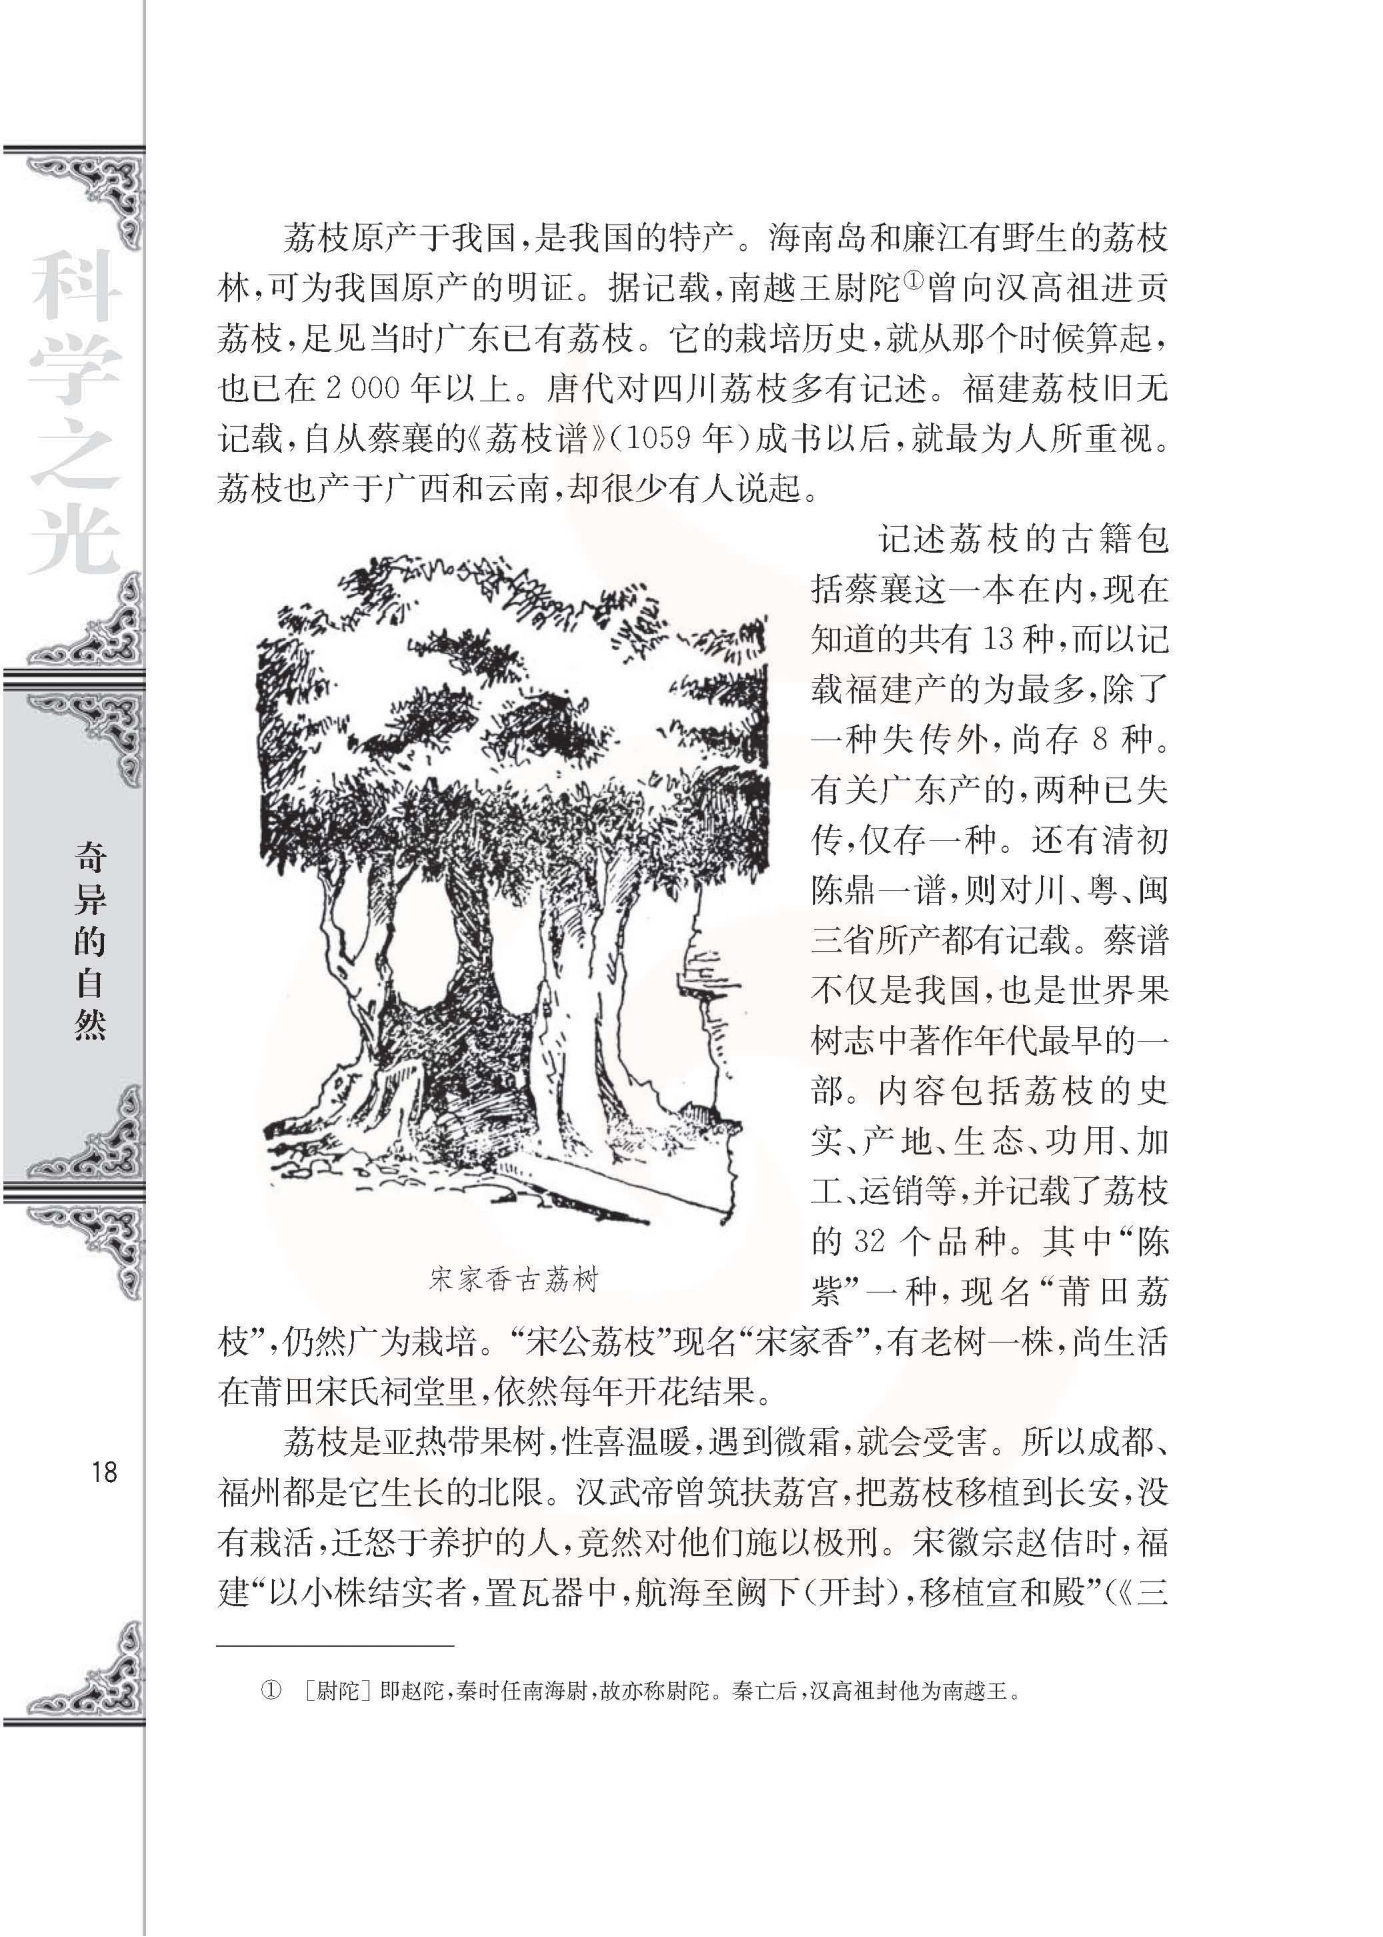 科学之光
奇异的自然
18
荔枝原产于我国，是我国的特产。海南岛和廉江有野生的荔枝
林，可为我国原产的明证。据记载，南越王尉陀①曾向汉高祖进贡
荔枝，足见当时广东已有荔枝。它的栽培历史，就从那个时候算起，
也已在 2 000 年以上。唐代对四川荔枝多有记述。福建荔枝旧无
记载，自从蔡襄的《荔枝谱》（1059 年）成书以后，就最为人所重视。
荔枝也产于广西和云南，却很少有人说起。
记述荔枝的古籍包
括蔡襄这一本在内，现在
知道的共有 13 种，而以记
载福建产的为最多，除了
一种失传外，尚存 8 种。
有关广东产的，两种已失
传，仅存一种。还有清初
陈鼎一谱，则对川、粤、闽
三省所产都有记载。蔡谱
不仅是我国，也是世界果
树志中著作年代最早的一
部。内容包括荔枝的史
实、产地、生态、功用、加
工、运销等，并记载了荔枝
的 32 个品种。其中“陈
紫”一种，现名“莆田荔
枝”，仍然广为栽培。“宋公荔枝”现名“宋家香”，有老树一株，尚生活
在莆田宋氏祠堂里，依然每年开花结果。
宋家香古荔树
荔枝是亚热带果树，性喜温暖，遇到微霜，就会受害。所以成都、
福州都是它生长的北限。汉武帝曾筑扶荔宫，把荔枝移植到长安，没
有栽活，迁怒于养护的人，竟然对他们施以极刑。宋徽宗赵佶时，福
建“以小株结实者，置瓦器中，航海至阙下（开封），移植宣和殿”（《三
① ［尉陀］即赵陀，秦时任南海尉，故亦称尉陀。秦亡后，汉高祖封他为南越王。